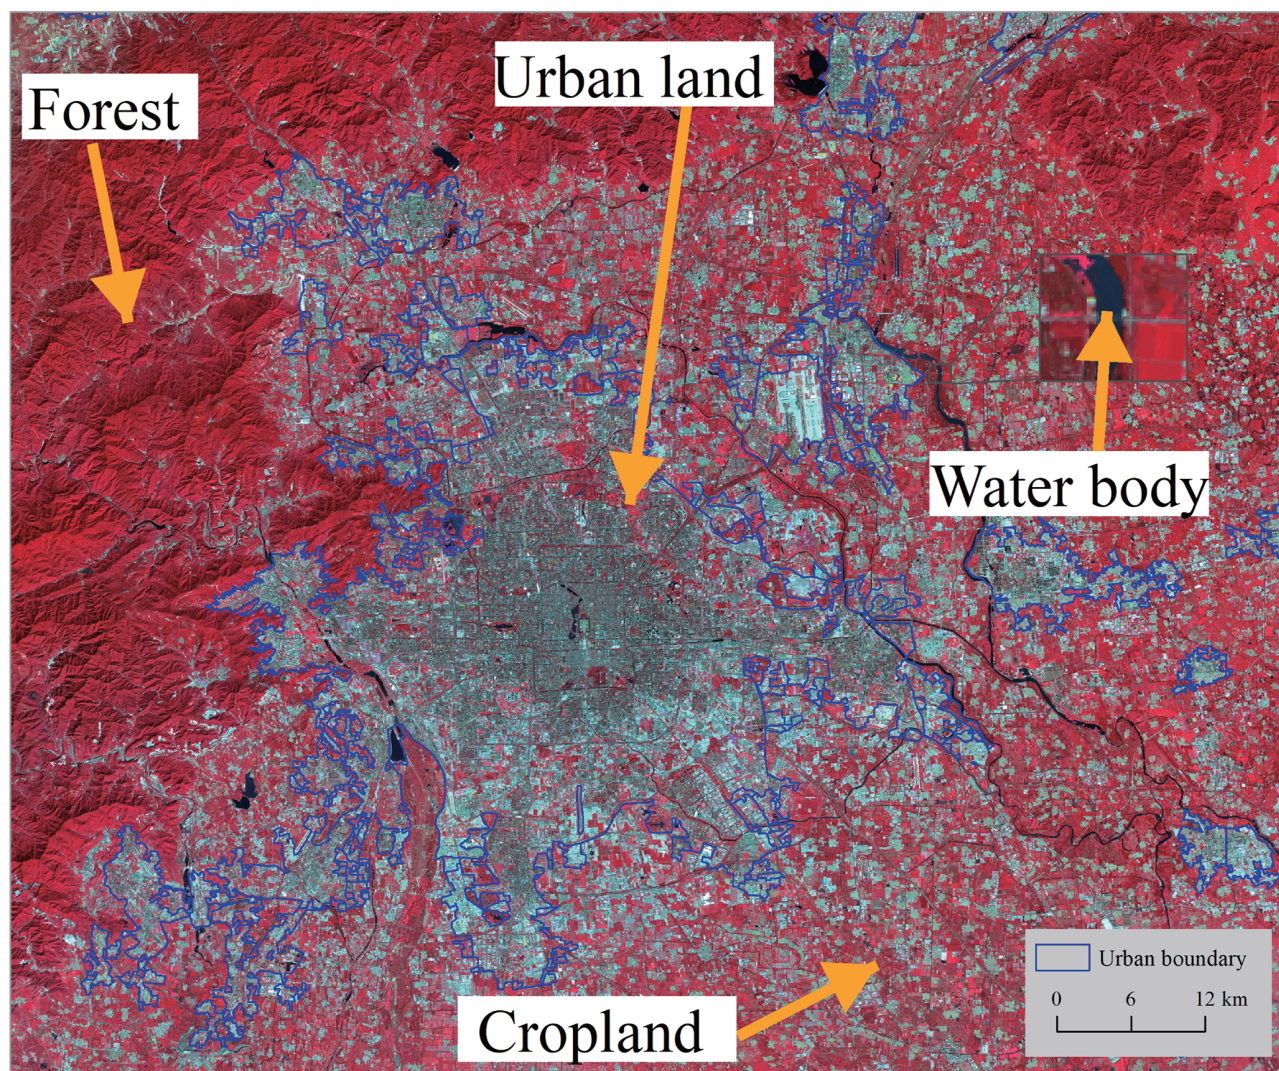 Urban land
Forest
Water body
Urban boundary
0 6 12 km
Cropland